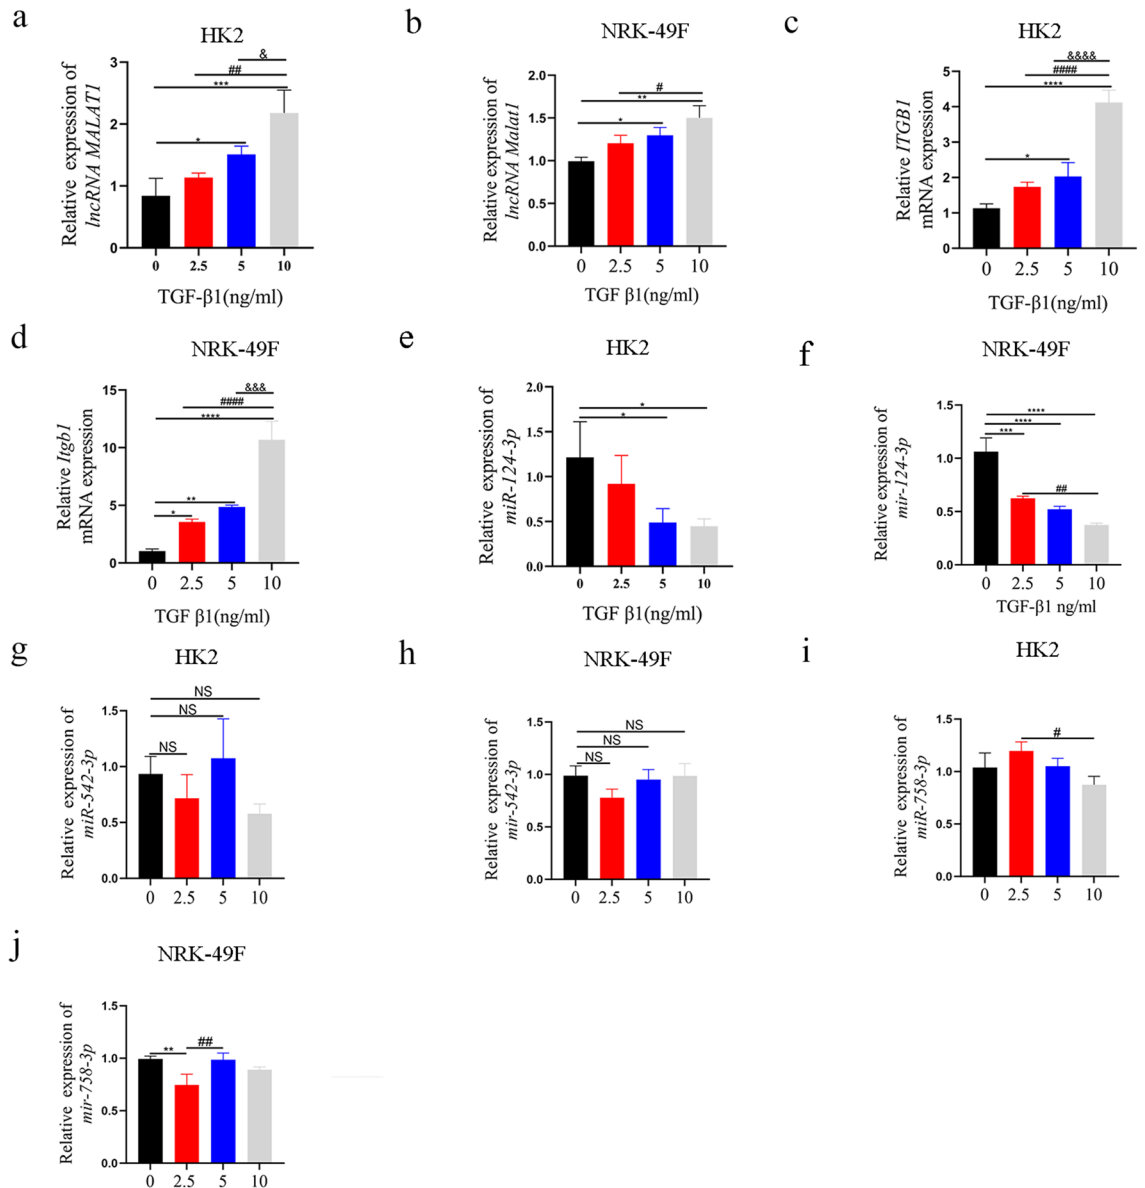 a
HK2
Relative expression of
lncRNA MALAT1
3
2
1
0
&
##
***
*
0 2.5 5 10
TGF-β1(ng/ml)
b
NRK-49F
Relative expression of
lncRNA Malat1
2.0
1.5
1.0
0.5
0.0
#
**
*
0 2.5 5 10
TGF β1(ng/ml)
c
HK2
Relative ITGB1
mRNA expression
5
4
3
2
1
0
&&&&
####
****
*
0 2.5 5 10
TGF-β1(ng/ml)
d
NRK-49F
Relative Itgb1
mRNA expression
15
10
5
0
&&&
####
****
**
*
0 2.5 5 10
TGF β1(ng/ml)
e
HK2
Relative expression of
miR-124-3p
2.0
1.5
1.0
0.5
0.0
*
*
0 2.5 5 10
TGF β1(ng/ml)
f
NRK-49F
Relative expression of
mir-124-3p
1.5
1.0
0.5
0.0
****
****
***
##
0 2.5 5 10
TGF-β1 ng/ml
g
HK2
Relative expression of
miR-542-3p
1.5
1.0
0.5
0.0
NS
NS
NS
0 2.5 5 10
h
NRK-49F
Relative expression of
mir-542-3p
1.5
1.0
0.5
0.0
NS
NS
NS
0 2.5 5 10
i
HK2
Relative expression of
miR-758-3p
1.5
1.0
0.5
0.0
#
0 2.5 5 10
j
NRK-49F
Relative expression of
mir-758-3p
1.5
1.0
0.5
0.0
** ##
0 2.5 5 10